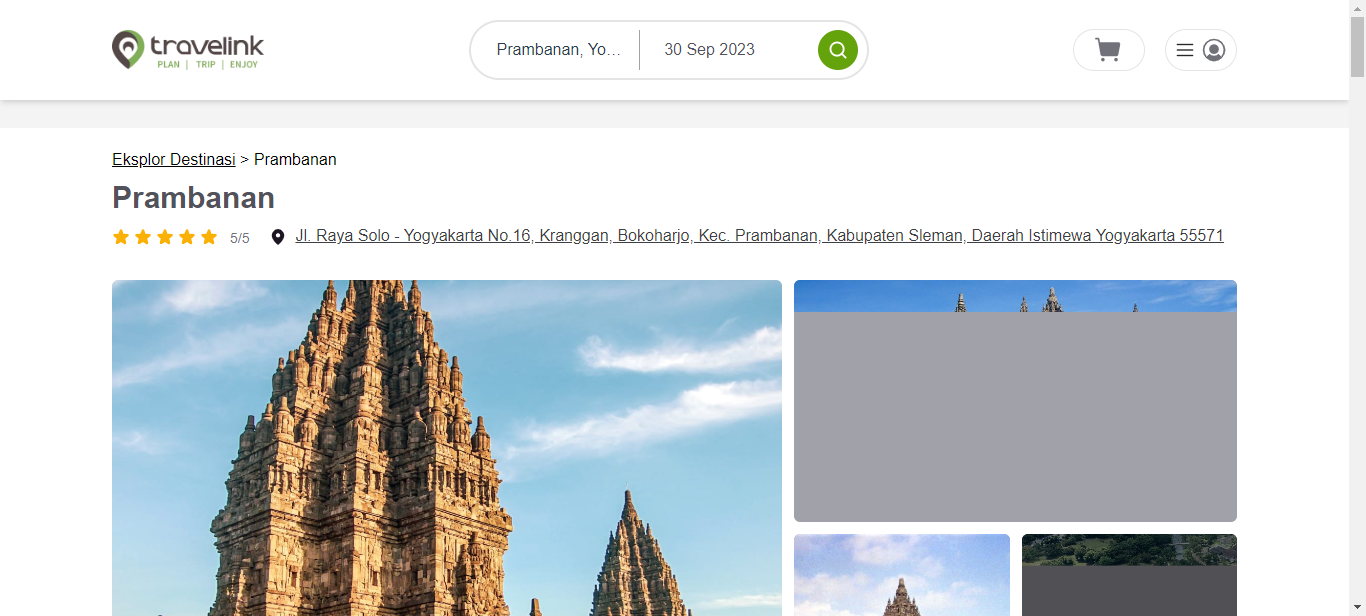 travelink
PLAN | TRIP | ENJOY
Prambanan, Yo...
30 Sep 2023
Eksplor Destinasi > Prambanan
Prambanan
5/5
Jl. Raya Solo - Yogyakarta No.16, Kranggan, Bokoharjo, Kec. Prambanan, Kabupaten Sleman, Daerah Istimewa Yogyakarta 55571